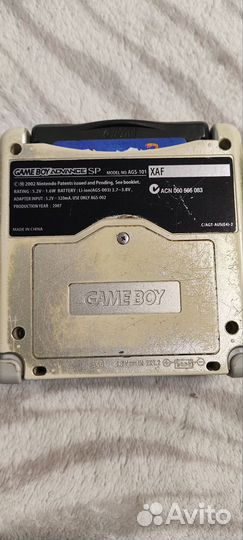 GAME BOY ADVANCE SP MODEL NO AGS-101 XAF
© 2002 Nintendo Patents issued and Pending. See booklet.
RATING : 5.2V⎓ 1.6W BATTERY : Li-ion(AGS-003) 3.7⎓3.8V
ADAPTER INPUT : 5.2V⎓ 320mA, USE ONLY AGS-002
PRODUCTION YEAR : 2007
ACN 060 566 083
MADE IN CHINA
C/AGT-AUS(EA)-2
GAME BOY
Avito